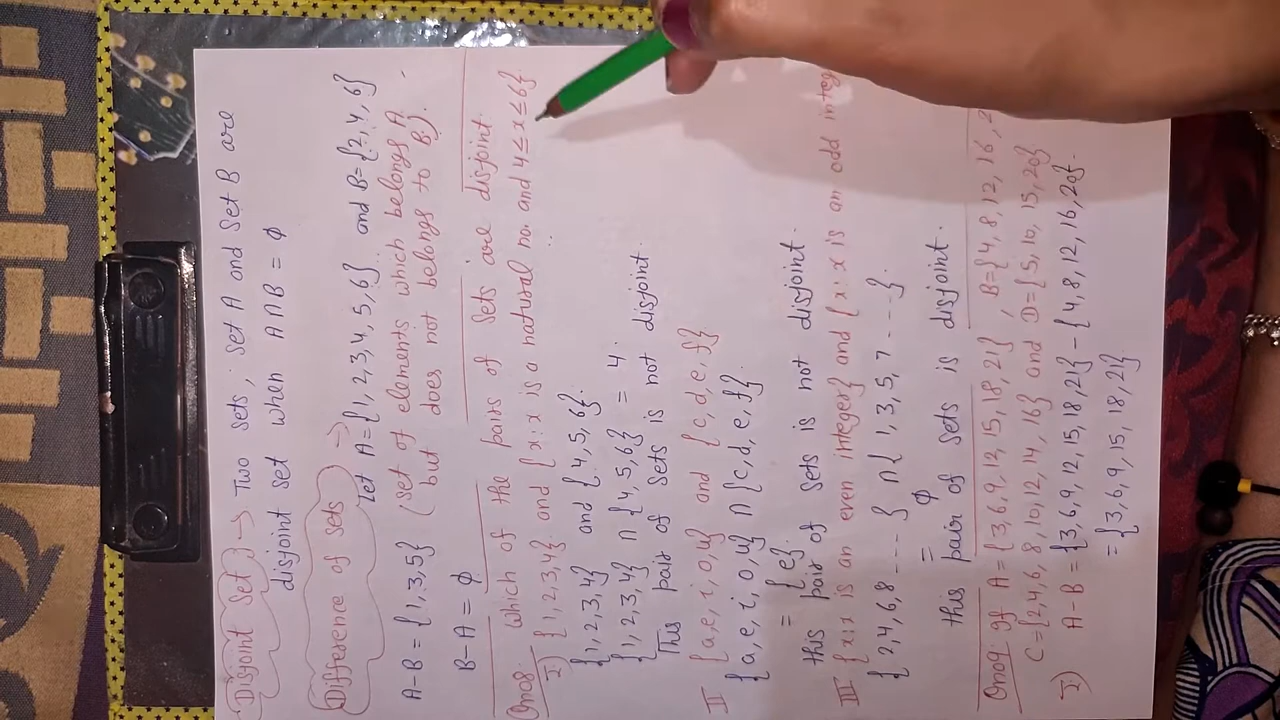 Disjoint Set → Two sets, set A and set B are
disjoint set when A∩B = ϕ
Difference of Sets ⇒
let A = {1,2,3,4,5,6} and B = {2,4,6}
A-B = {1,3,5} (set of elements which belongs A
but does not belongs to B).
B-A = ϕ
Qno8. which of the pairs of sets are disjoint
I) {1,2,3,4} and {x:x is a natural no. and 4≤x≤6}.
{1,2,3,4} and {4,5,6}.
{1,2,3,4} ∩ {4,5,6} = 4.
This pair of sets is not disjoint
II {a,e,i,o,u} and {c,d,e,f}
{a,e,i,o,u} ∩ {c,d,e,f}.
= {e}.
this pair of sets is not disjoint.
III {x:x is an even integer} and {x:x is an odd integ
{2,4,6,8 ---} ∩ {1,3,5,7 ---}.
= ϕ
this pair of sets is disjoint.
Qno9. If A = {3,6,9,12,15,18,21}, B = {4,8,12,16,2
C = {2,4,6,8,10,12,14,16} and D = {5,10,15,20}
I) A-B = {3,6,9,12,15,18,21} - {4,8,12,16,20}.
= {3,6,9,15,18,21}.